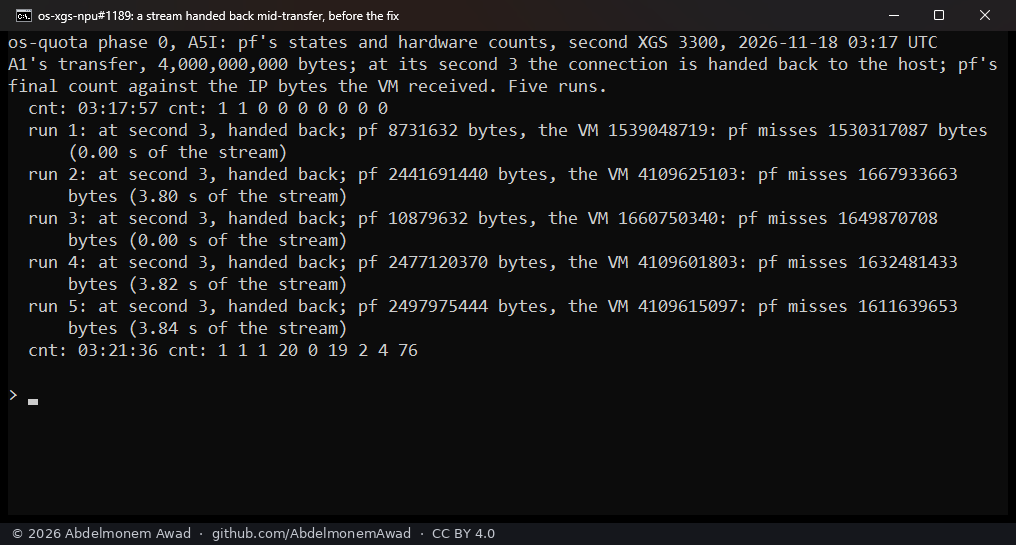 os-xgs-npu#1189: a stream handed back mid-transfer, before the fix
os-quota phase 0, A5I: pf's states and hardware counts, second XGS 3300, 2026-11-18 03:17 UTC
A1's transfer, 4,000,000,000 bytes; at its second 3 the connection is handed back to the host; pf's
final count against the IP bytes the VM received. Five runs.
cnt: 03:17:57 cnt: 1 1 0 0 0 0 0 0 0
run 1: at second 3, handed back; pf 8731632 bytes, the VM 1539048719: pf misses 1530317087 bytes
(0.00 s of the stream)
run 2: at second 3, handed back; pf 2441691440 bytes, the VM 4109625103: pf misses 1667933663
bytes (3.80 s of the stream)
run 3: at second 3, handed back; pf 10879632 bytes, the VM 1660750340: pf misses 1649870708
bytes (0.00 s of the stream)
run 4: at second 3, handed back; pf 2477120370 bytes, the VM 4109601803: pf misses 1632481433
bytes (3.82 s of the stream)
run 5: at second 3, handed back; pf 2497975444 bytes, the VM 4109615097: pf misses 1611639653
bytes (3.84 s of the stream)
cnt: 03:21:36 cnt: 1 1 1 20 0 19 2 4 76
>
© 2026 Abdelmonem Awad · github.com/AbdelmonemAwad · CC BY 4.0